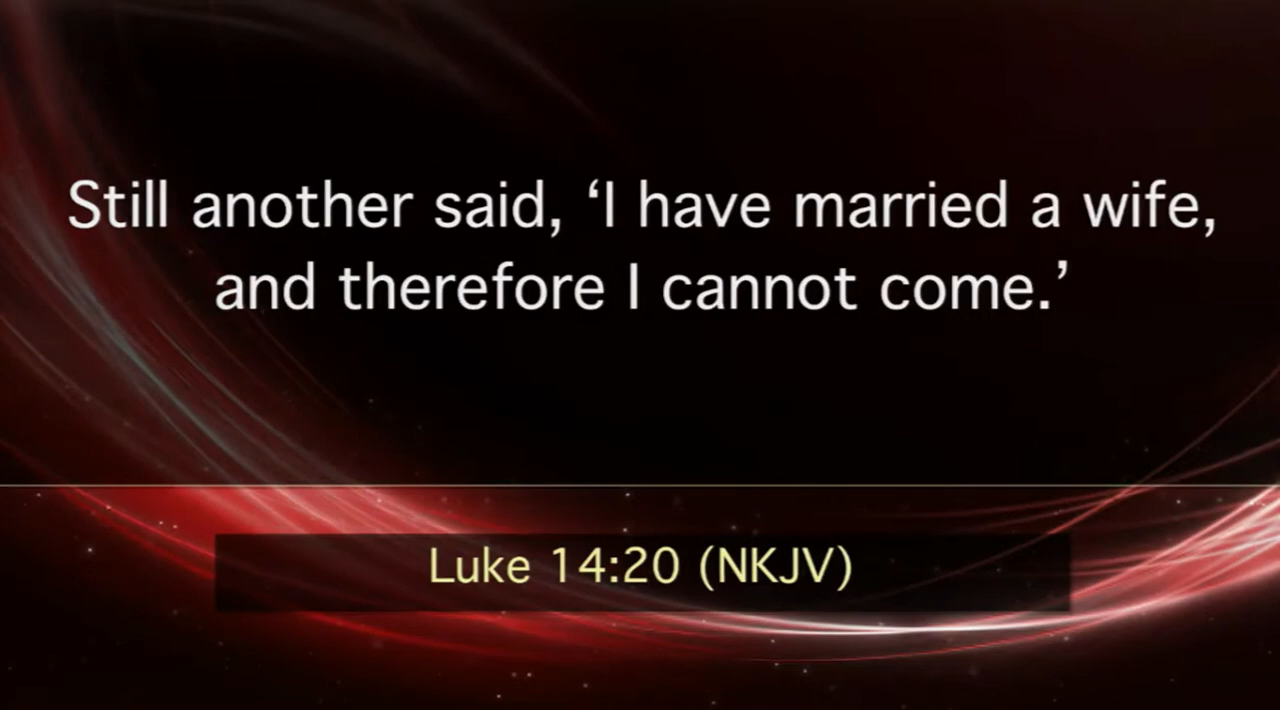 Still another said, ‘I have married a wife,
and therefore I cannot come.’
Luke 14:20 (NKJV)